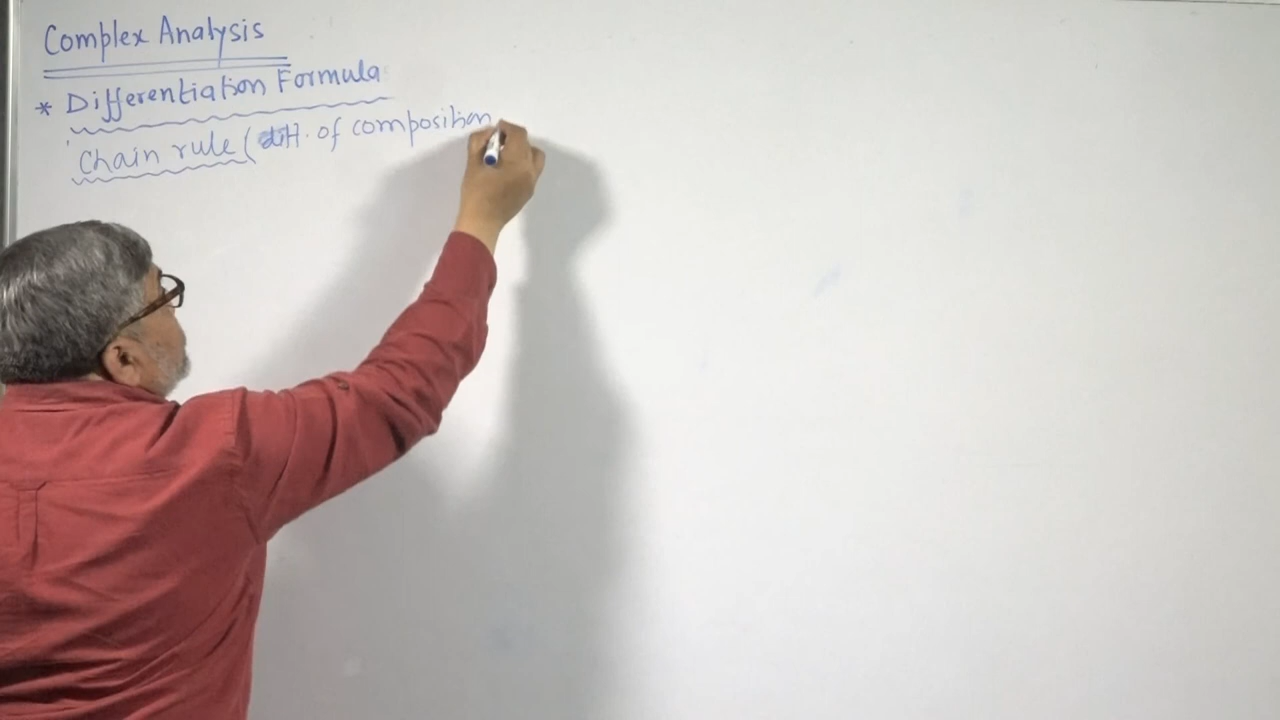 Complex Analysis
* Differentiation Formula
Chain rule (diff. of composition